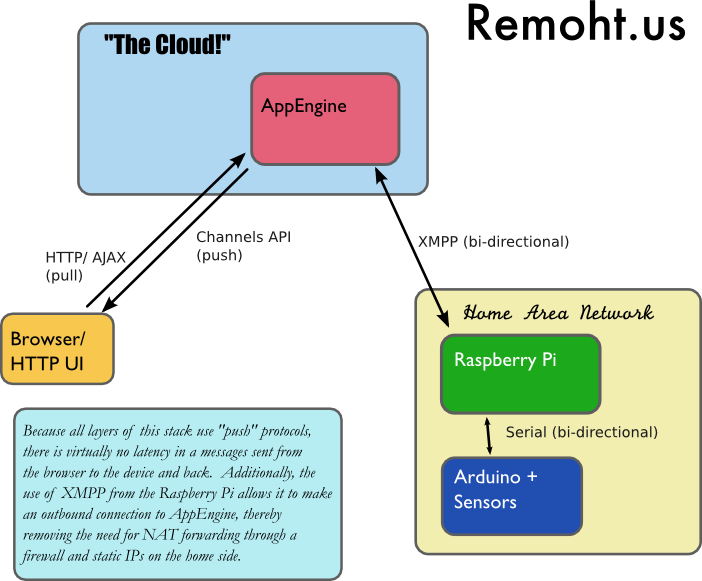 Remoht.us
"The Cloud!"
AppEngine
Channels API
(push)
HTTP/ AJAX
(pull)
XMPP (bi-directional)
Home Area Network
Browser/
HTTP UI
Raspberry Pi
Serial (bi-directional)
Arduino +
Sensors
Because all layers of this stack use "push" protocols,
there is virtually no latency in a messages sent from
the browser to the device and back. Additionally, the
use of XMPP from the Raspberry Pi allows it to make
an outbound connection to AppEngine, thereby
removing the need for NAT forwarding through a
firewall and static IPs on the home side.